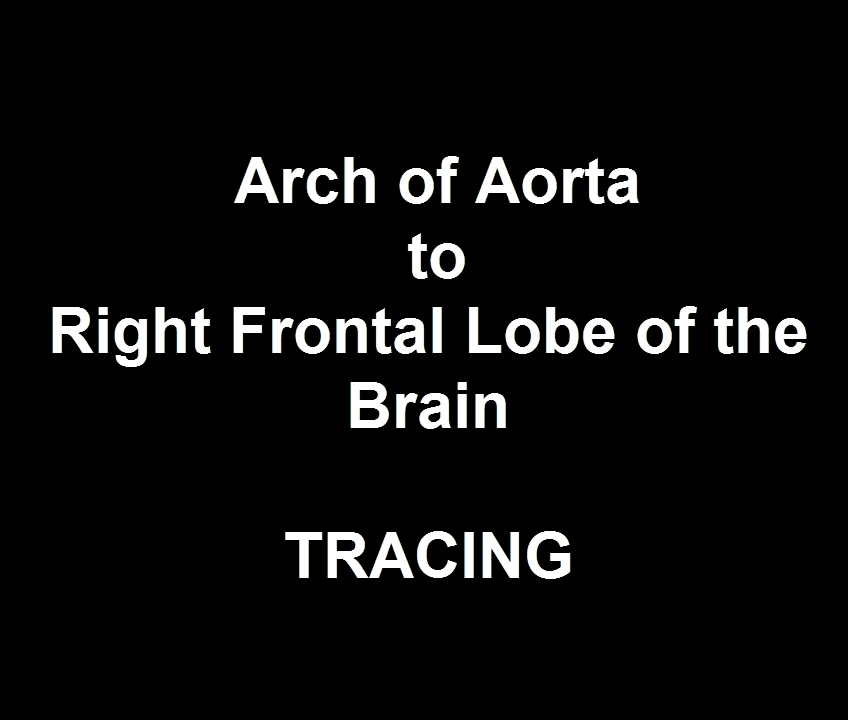 Arch of Aorta
to
Right Frontal Lobe of the
Brain
TRACING